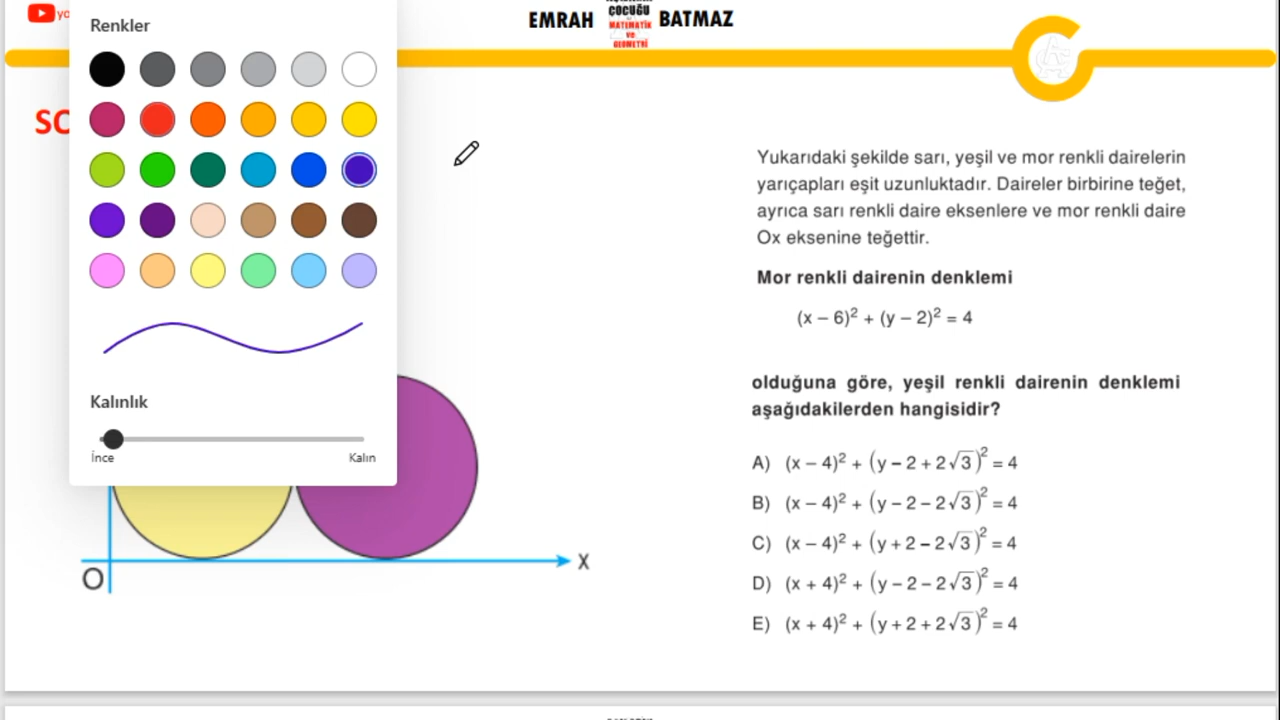 Renkler
EMRAH
ÇOCUĞU
MATEMATİK
ve
GEOMETRİ
BATMAZ
Yukarıdaki şekilde sarı, yeşil ve mor renkli dairelerin
yarıçapları eşit uzunluktadır. Daireler birbirine teğet,
ayrıca sarı renkli daire eksenlere ve mor renkli daire
Ox eksenine teğettir.
Mor renkli dairenin denklemi
(x – 6)² + (y – 2)² = 4
olduğuna göre, yeşil renkli dairenin denklemi
aşağıdakilerden hangisidir?
A) (x – 4)² + (y – 2 + 2√3)² = 4
B) (x – 4)² + (y – 2 – 2√3)² = 4
C) (x – 4)² + (y + 2 – 2√3)² = 4
D) (x + 4)² + (y – 2 – 2√3)² = 4
E) (x + 4)² + (y + 2 + 2√3)² = 4
Kalınlık
İnce
Kalın
O
X